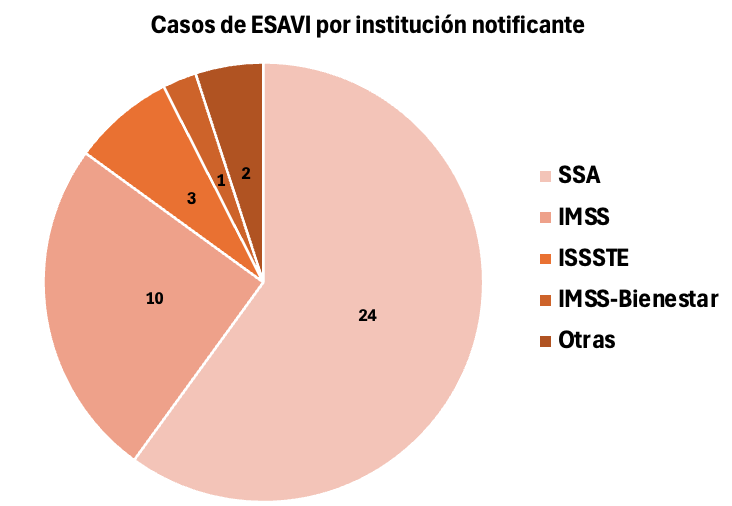 Casos de ESAVI por institución notificante
2
1
3
10
24
SSA
IMSS
ISSSTE
IMSS-Bienestar
Otras